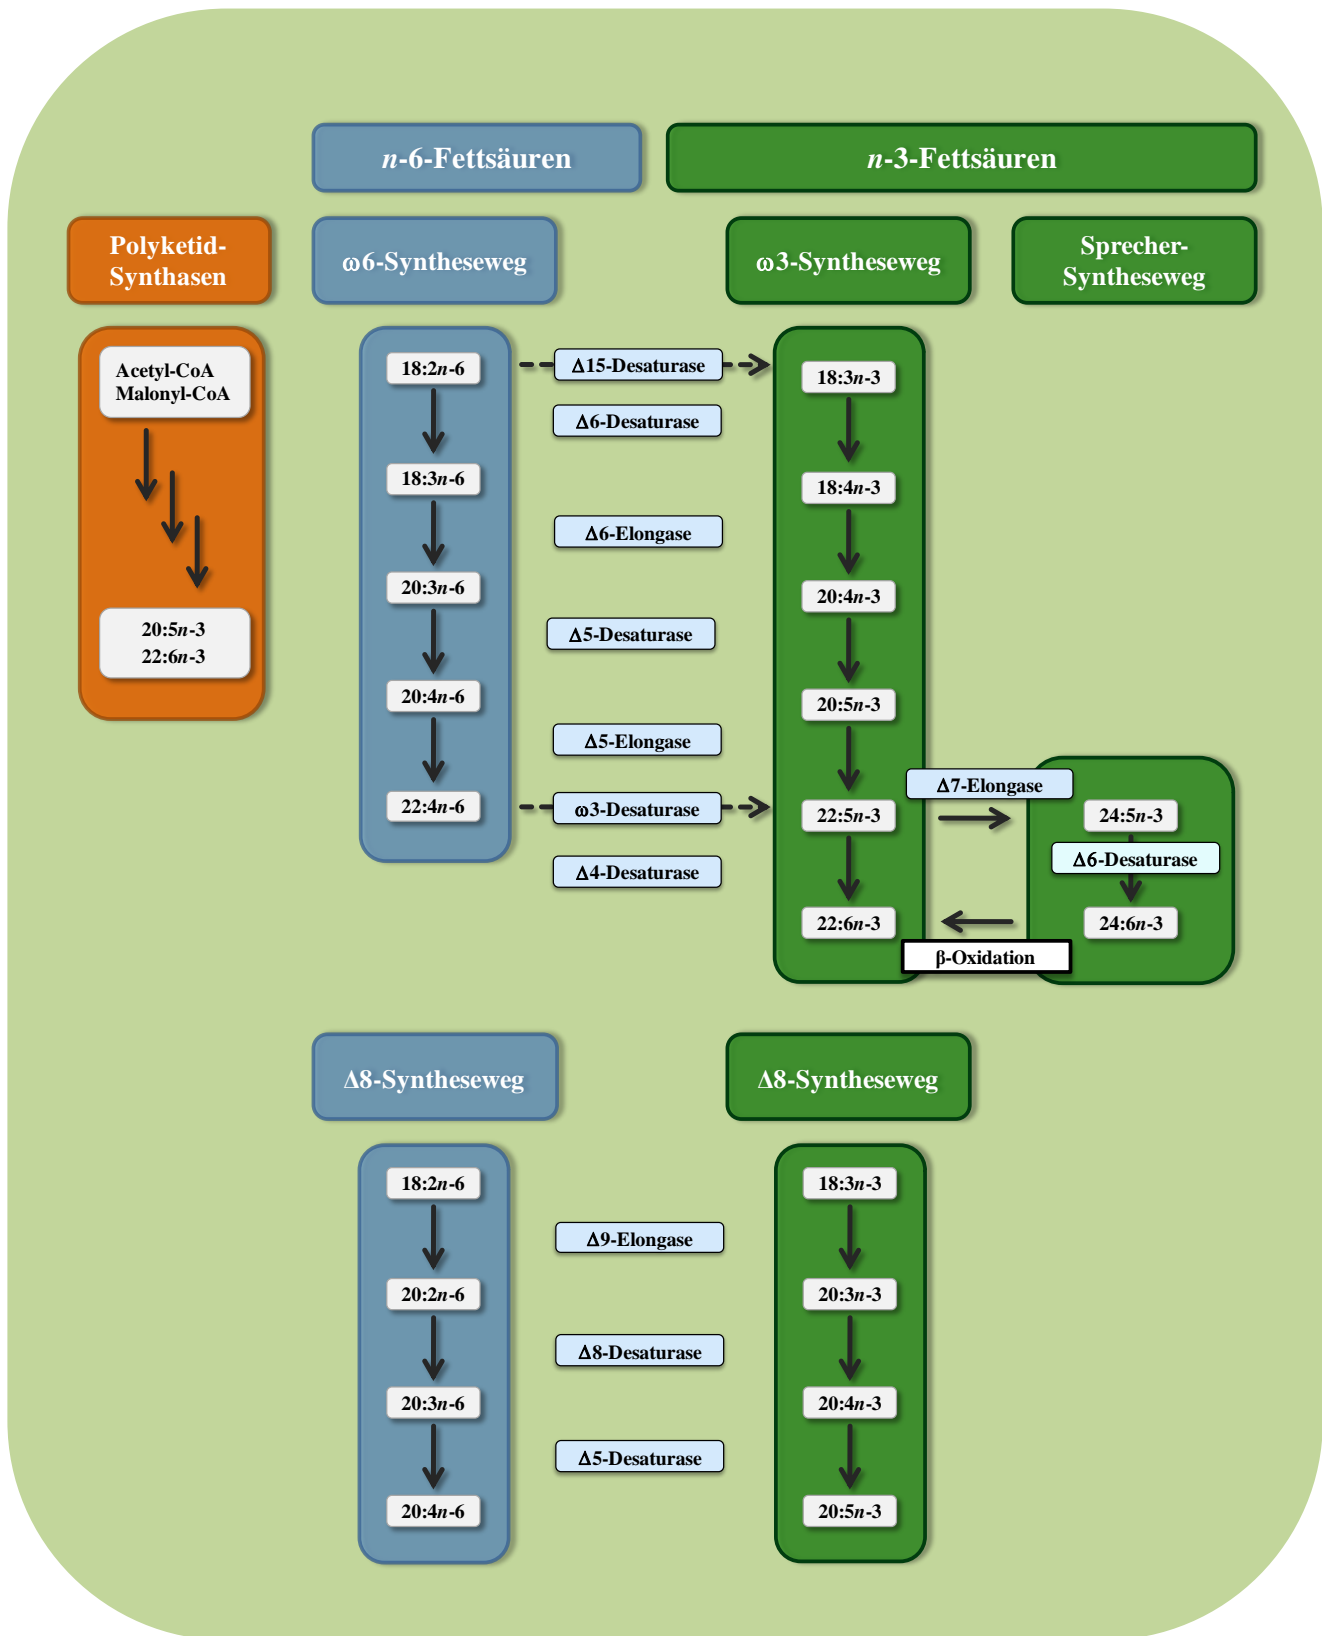 n-6-Fettsäuren
n-3-Fettsäuren
Polyketid-
Synthasen
ω6-Syntheseweg
ω3-Syntheseweg
Sprecher-
Syntheseweg
Acetyl-CoA
Malonyl-CoA
20:5n-3
22:6n-3
18:2n-6
18:3n-6
20:3n-6
20:4n-6
22:4n-6
Δ15-Desaturase
Δ6-Desaturase
Δ6-Elongase
Δ5-Desaturase
Δ5-Elongase
ω3-Desaturase
Δ4-Desaturase
18:3n-3
18:4n-3
20:4n-3
20:5n-3
22:5n-3
22:6n-3
Δ7-Elongase
24:5n-3
Δ6-Desaturase
24:6n-3
β-Oxidation
Δ8-Syntheseweg
Δ8-Syntheseweg
18:2n-6
20:2n-6
20:3n-6
20:4n-6
Δ9-Elongase
Δ8-Desaturase
Δ5-Desaturase
18:3n-3
20:3n-3
20:4n-3
20:5n-3